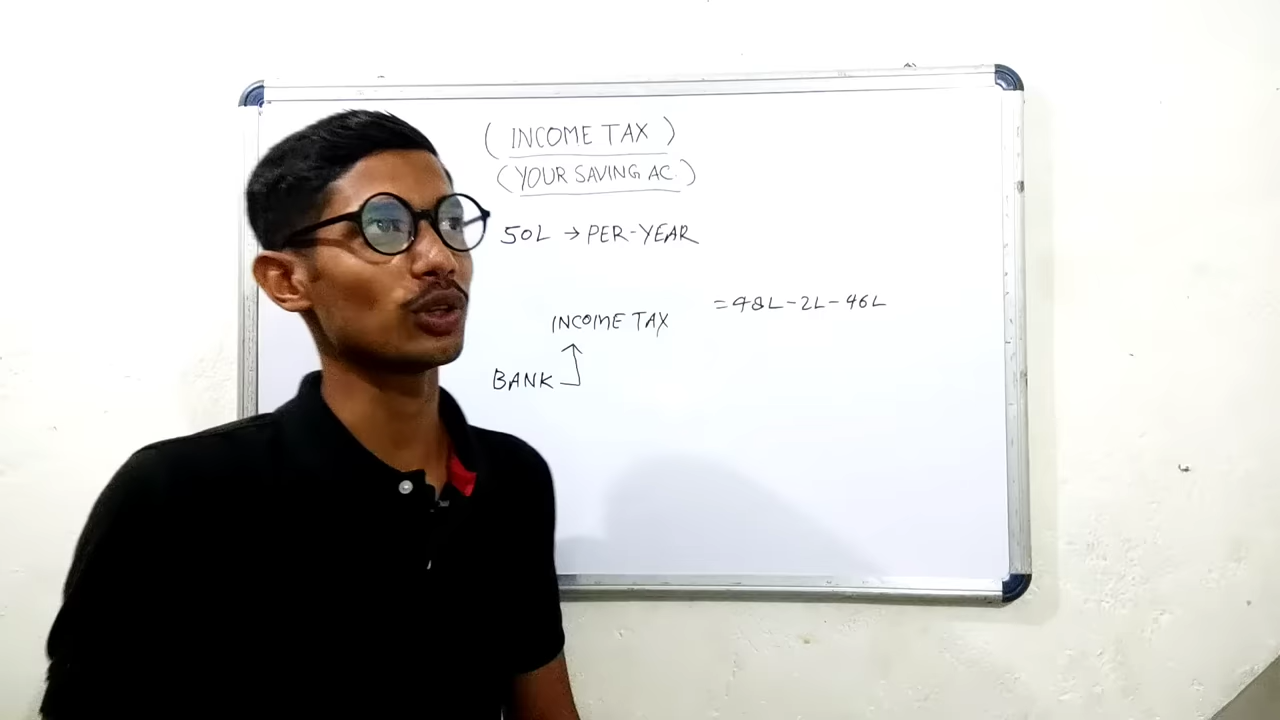 ( INCOME TAX )
( YOUR SAVING AC. )
50L → PER-YEAR
= 48L - 2L - 46L
INCOME TAX
BANK